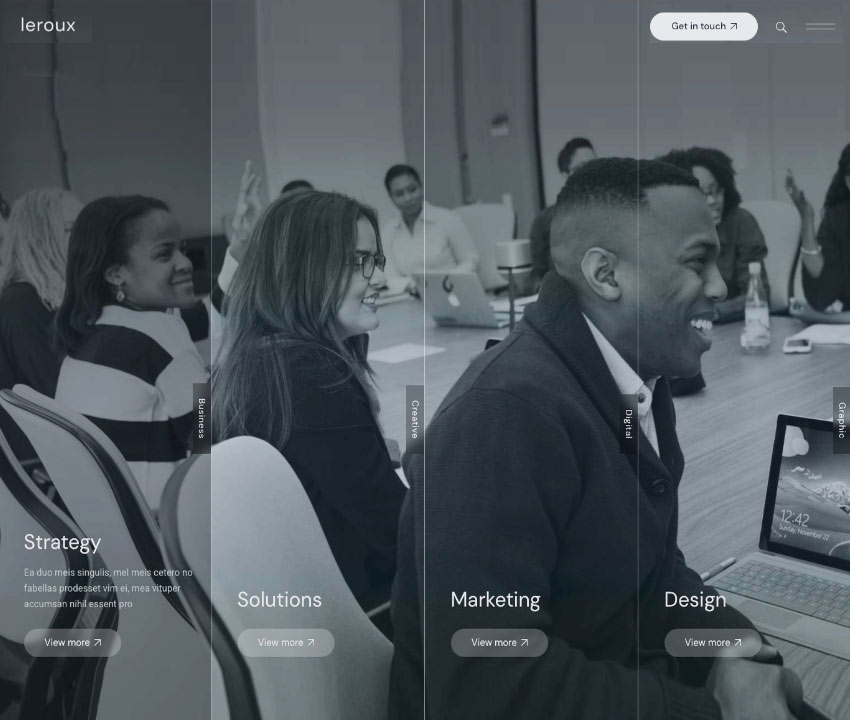 leroux
Get in touch
Business
Creative
Digital
Graphic
12:42
Sunday, November 22
Strategy
Ea duo meis singulis, mel meis cetero no
fabellas prodesset vim ei, mea vituper
accumsan nihil essent pro
View more
Solutions
View more
Marketing
View more
Design
View more